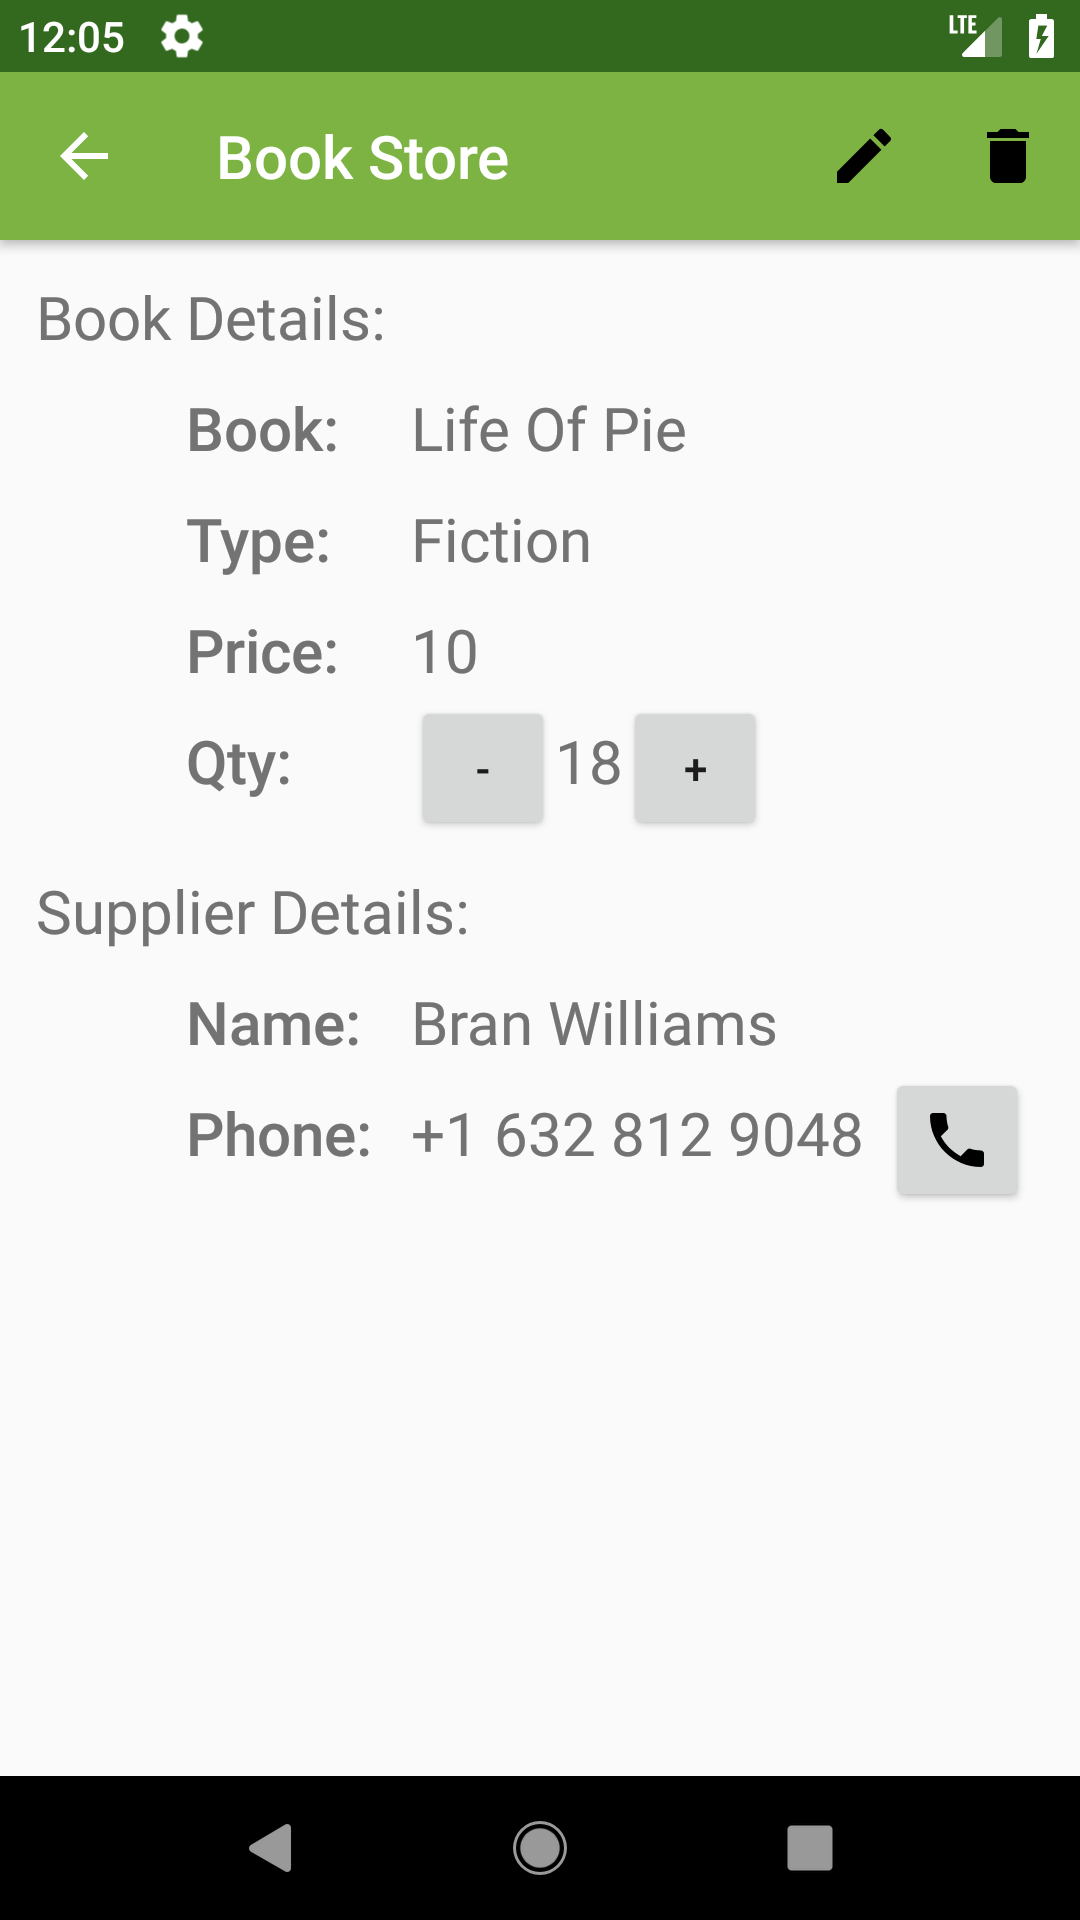 12:05 LTE
Book Store
Book Details:
Book: Life Of Pie
Type: Fiction
Price: 10
Qty: - 18 +
Supplier Details:
Name: Bran Williams
Phone: +1 632 812 9048